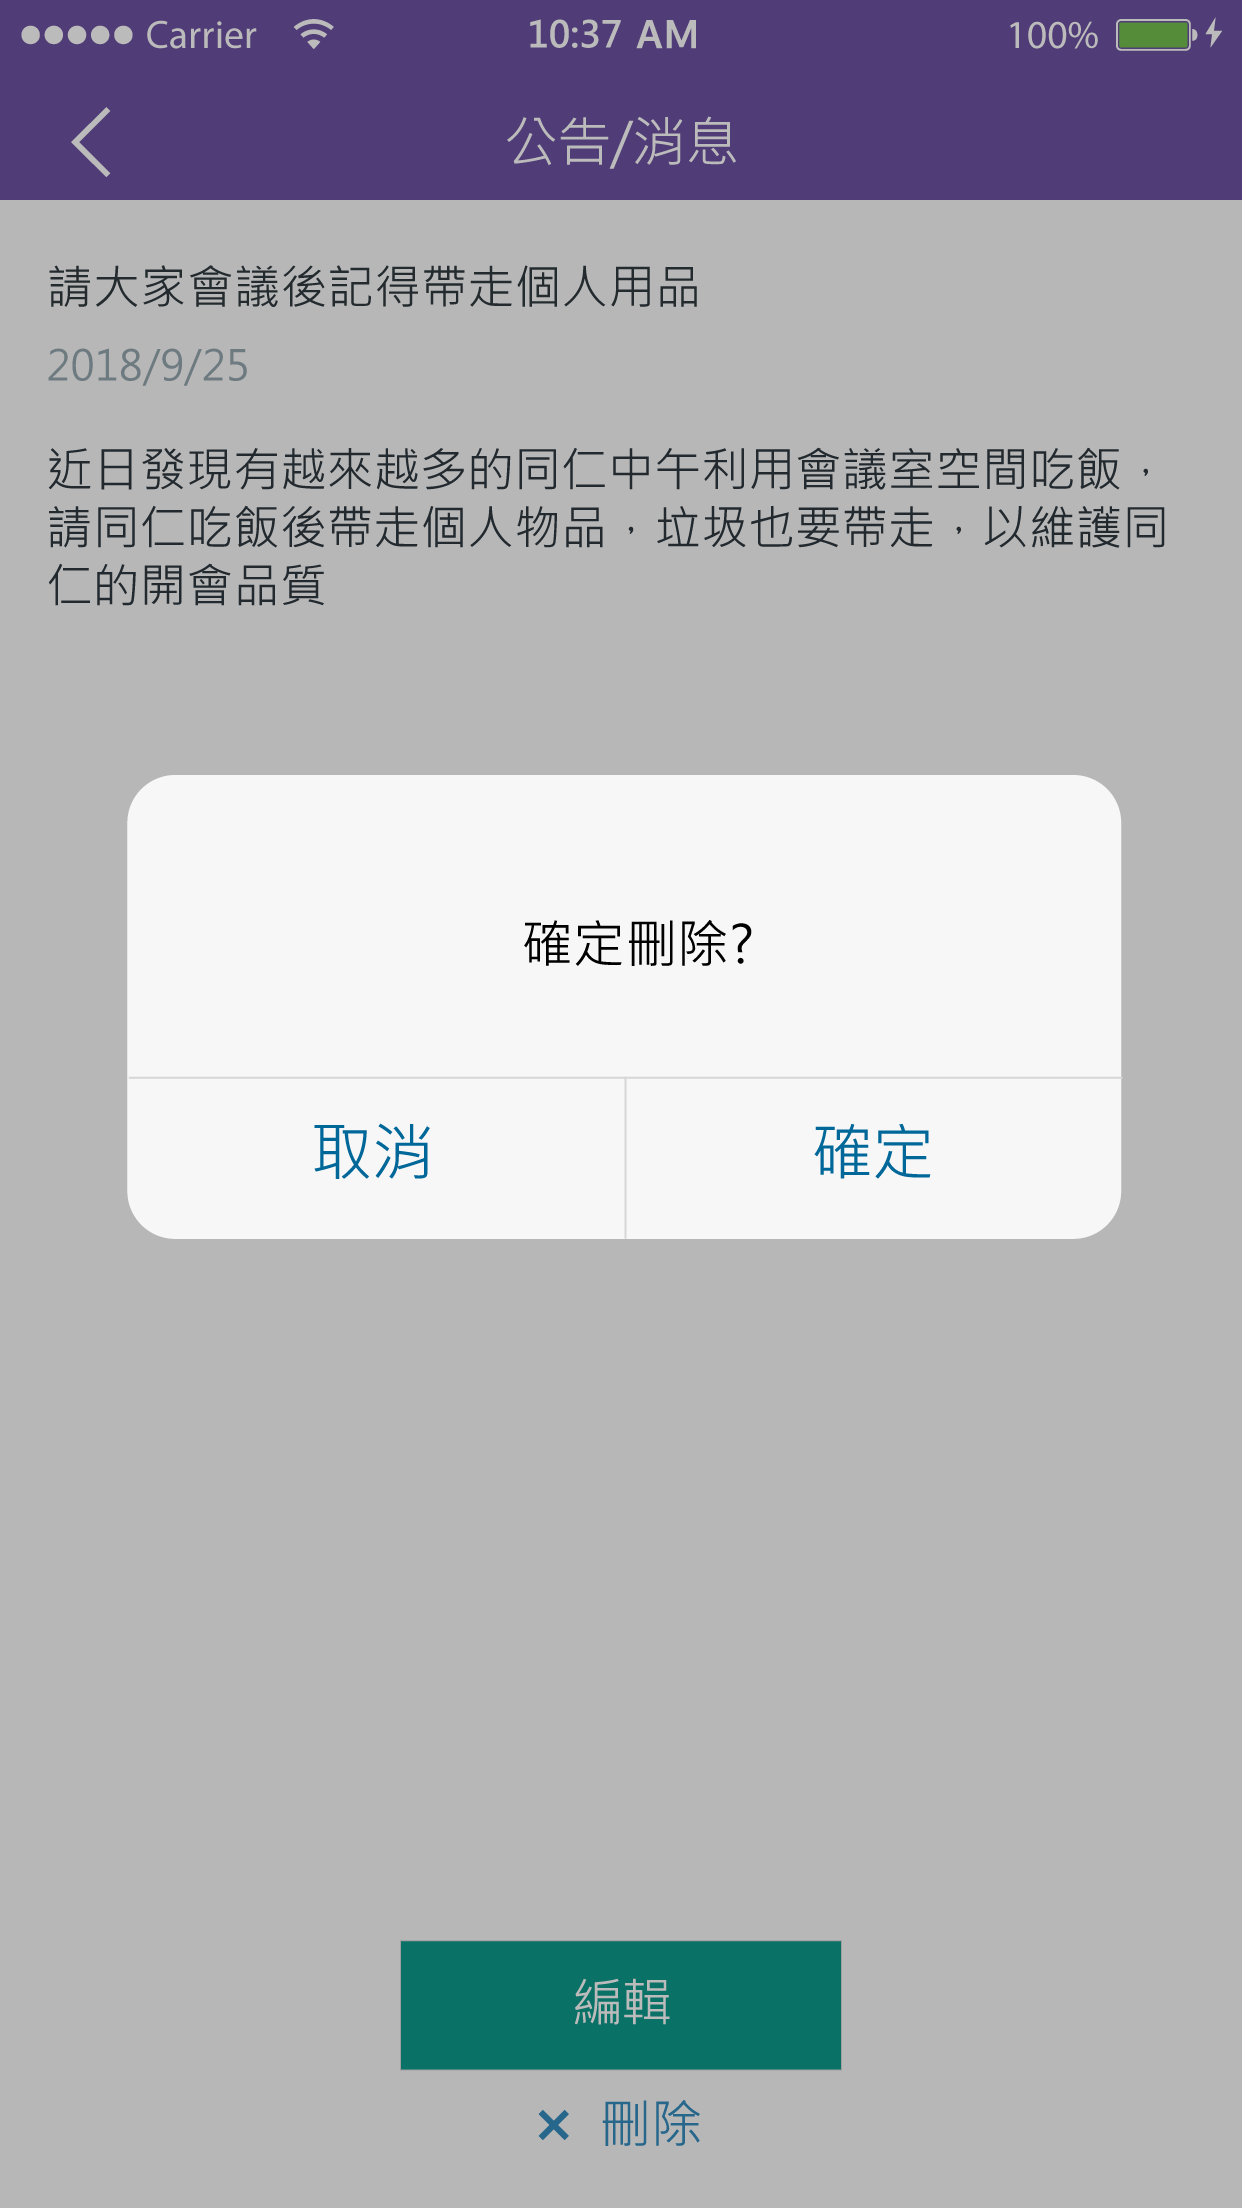 Carrier 10:37 AM 100%
公告/消息
請大家會議後記得帶走個人用品
2018/9/25
近日發現有越來越多的同仁中午利用會議室空間吃飯，
請同仁吃飯後帶走個人物品，垃圾也要帶走，以維護同
仁的開會品質
確定刪除?
取消 確定
編輯
刪除